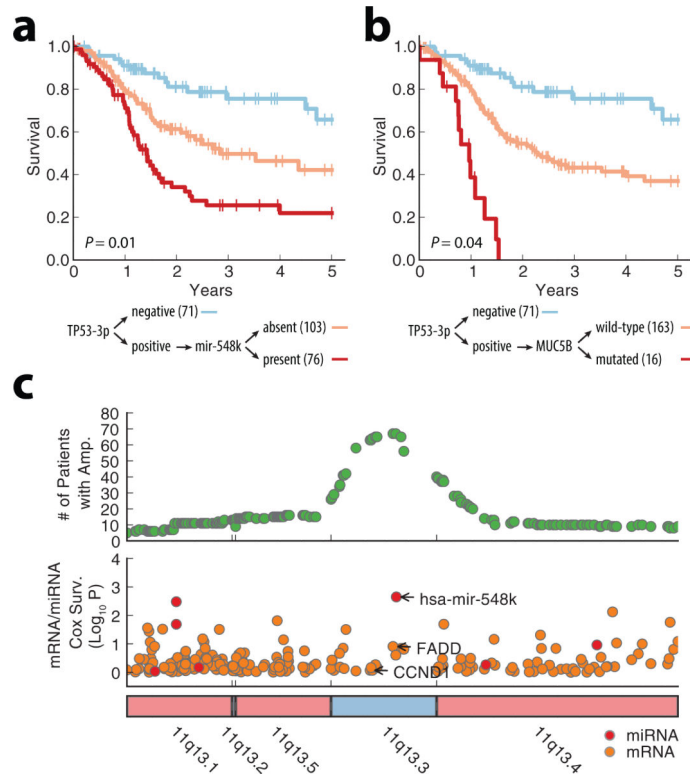 a
1.0
0.8
0.6
0.4
0.2
0.0
Survival
P = 0.01
0 1 2 3 4 5
Years
TP53-3p
negative (71)
positive
mir-548k
absent (103)
present (76)
b
1.0
0.8
0.6
0.4
0.2
0.0
Survival
P = 0.04
0 1 2 3 4 5
Years
TP53-3p
negative (71)
positive
MUC5B
wild-type (163)
mutated (16)
c
80
70
60
50
40
30
20
10
0
# of Patients
with Amp.
4
3
2
1
0
mRNA/miRNA
Cox Surv.
(Log10 P)
hsa-mir-548k
FADD
CCND1
11q13.1
11q13.2
11q13.5
11q13.3
11q13.4
miRNA
mRNA